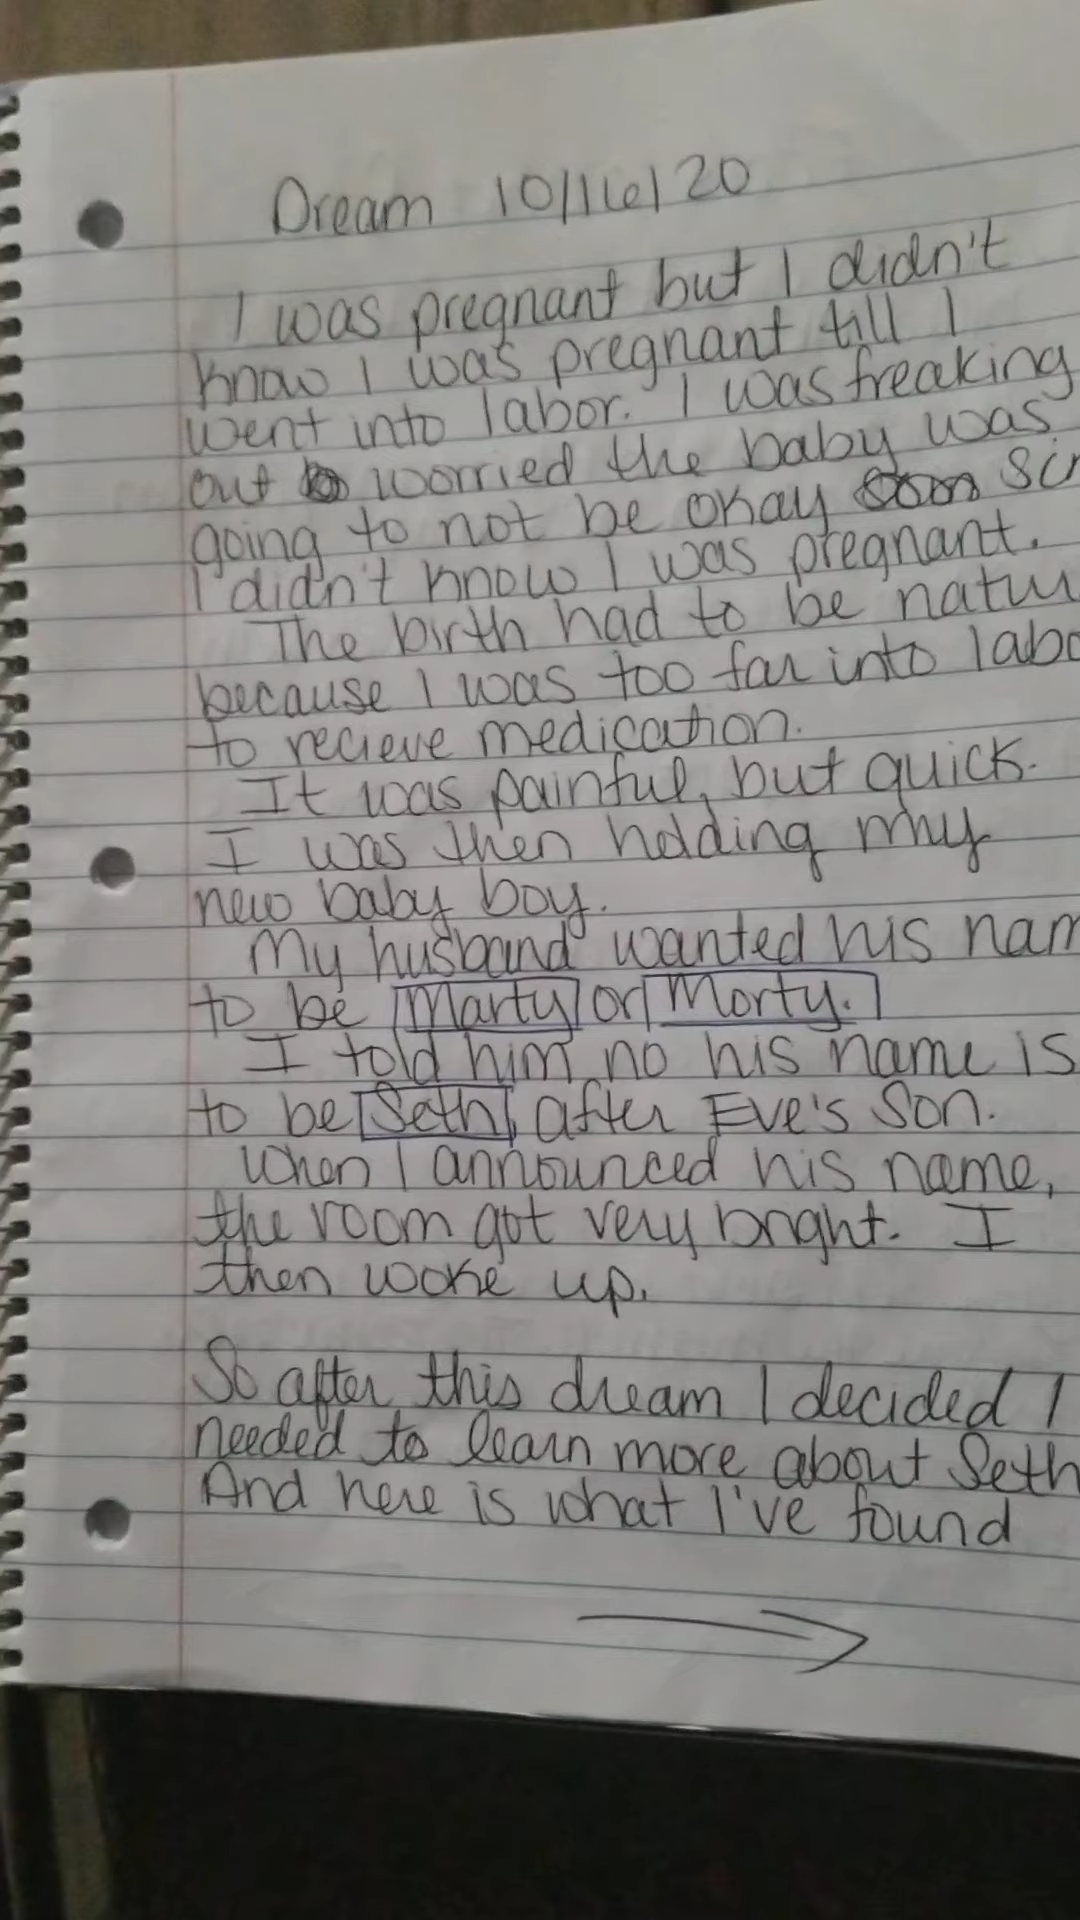 Dream 10/16/20
I was pregnant but I didn't
know I was pregnant till I
went into labor. I was freaking
out worried the baby was
going to not be okay sin
I didn't know I was pregnant.
The birth had to be natur
because I was too far into labo
to recieve medication.
It was painful, but quick.
I was then holding my
new baby boy.
My husband wanted his nam
to be Marty or Morty.
I told him no his name is
to be Seth, after Eve's Son.
When I announced his name,
the room got very bright. I
then woke up.
So after this dream I decided I
needed to learn more about Seth
And here is what I've found